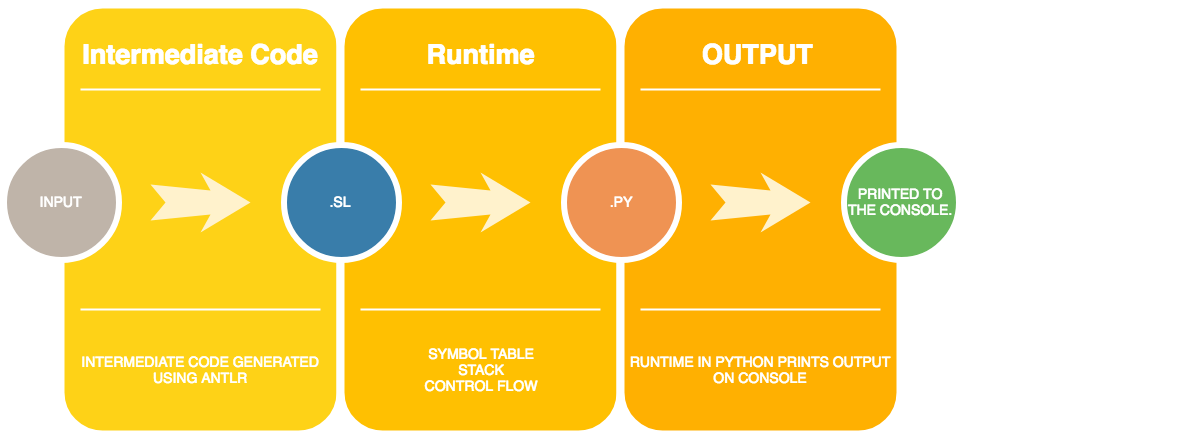 Intermediate Code
Runtime
OUTPUT
INPUT
.SL
.PY
PRINTED TO
THE CONSOLE.
INTERMEDIATE CODE GENERATED
USING ANTLR
SYMBOL TABLE
STACK
CONTROL FLOW
RUNTIME IN PYTHON PRINTS OUTPUT
ON CONSOLE